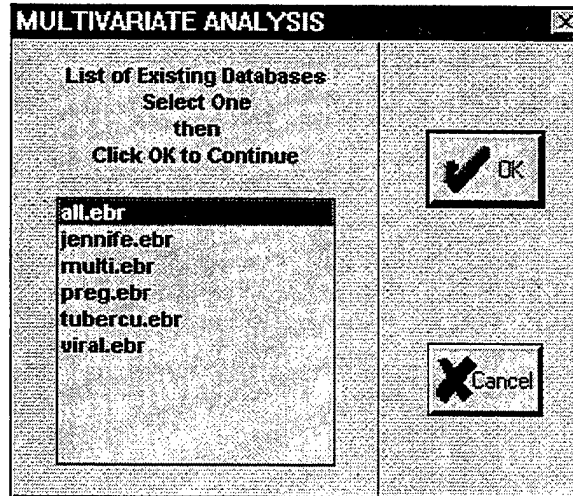 MULTIVARIATE ANALYSIS
List of Existing Databases
Select One
then
Click OK to Continue
all.ebr
jennife.ebr
multi.ebr
preg.ebr
tubercu.ebr
viral.ebr
OK
Cancel